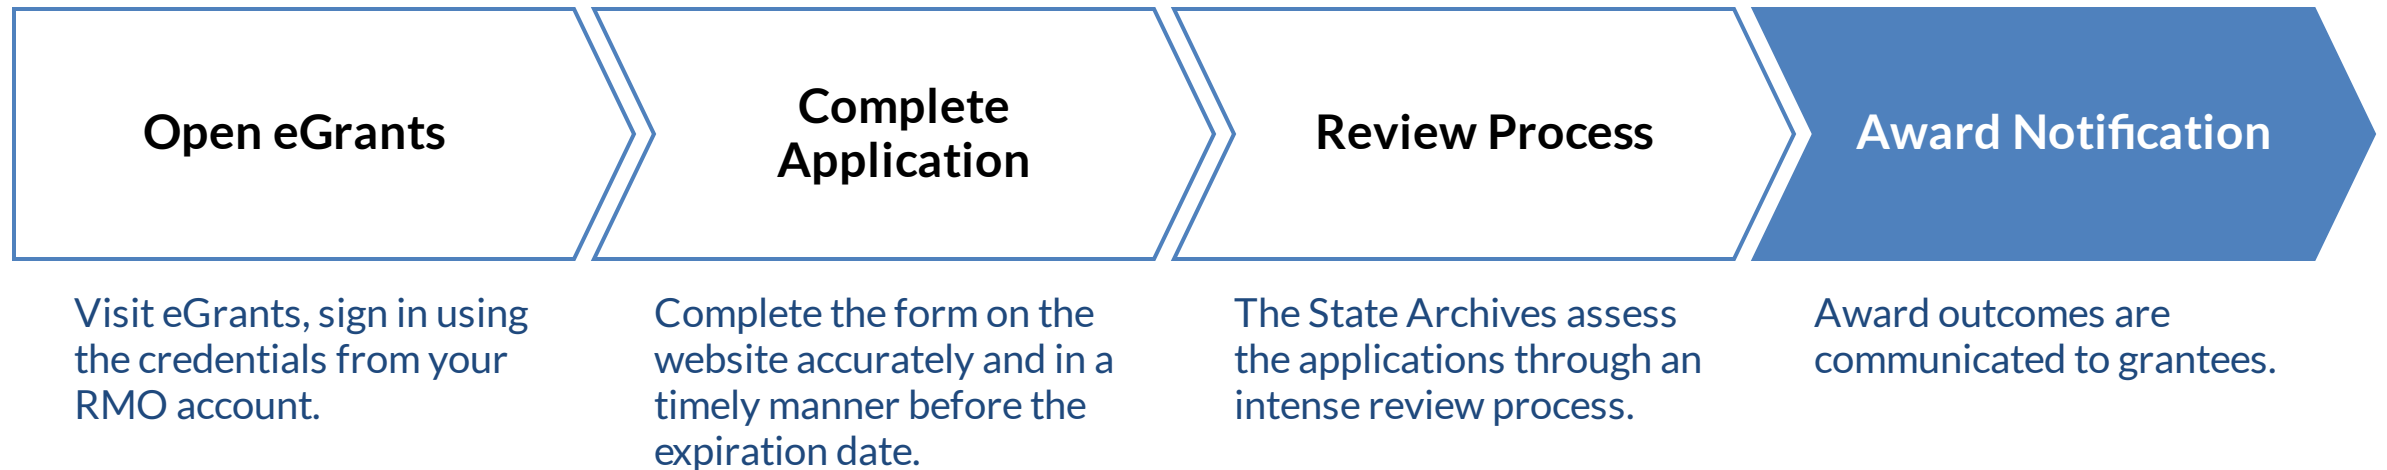 Open eGrants
Complete
Application
Review Process
Award Notification
Visit eGrants, sign in using
the credentials from your
RMO account.
Complete the form on the
website accurately and in a
timely manner before the
expiration date.
The State Archives assess
the applications through an
intense review process.
Award outcomes are
communicated to grantees.